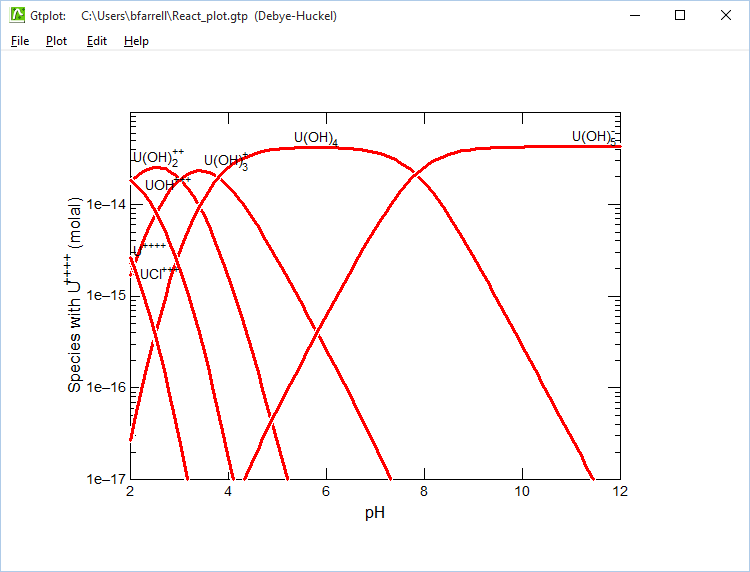 Gtplot: C:\Users\bfarrell\React_plot.gtp (Debye-Huckel)
File Plot Edit Help
U(OH)₄
U(OH)₅⁻
U(OH)₂⁺⁺
U(OH)₃⁺
UOH⁺⁺⁺
1e–14
U⁺⁺⁺⁺
UCl⁺⁺⁺
1e–15
Species with U⁺⁺⁺⁺ (molal)
1e–16
1e–17
2 4 6 8 10 12
pH